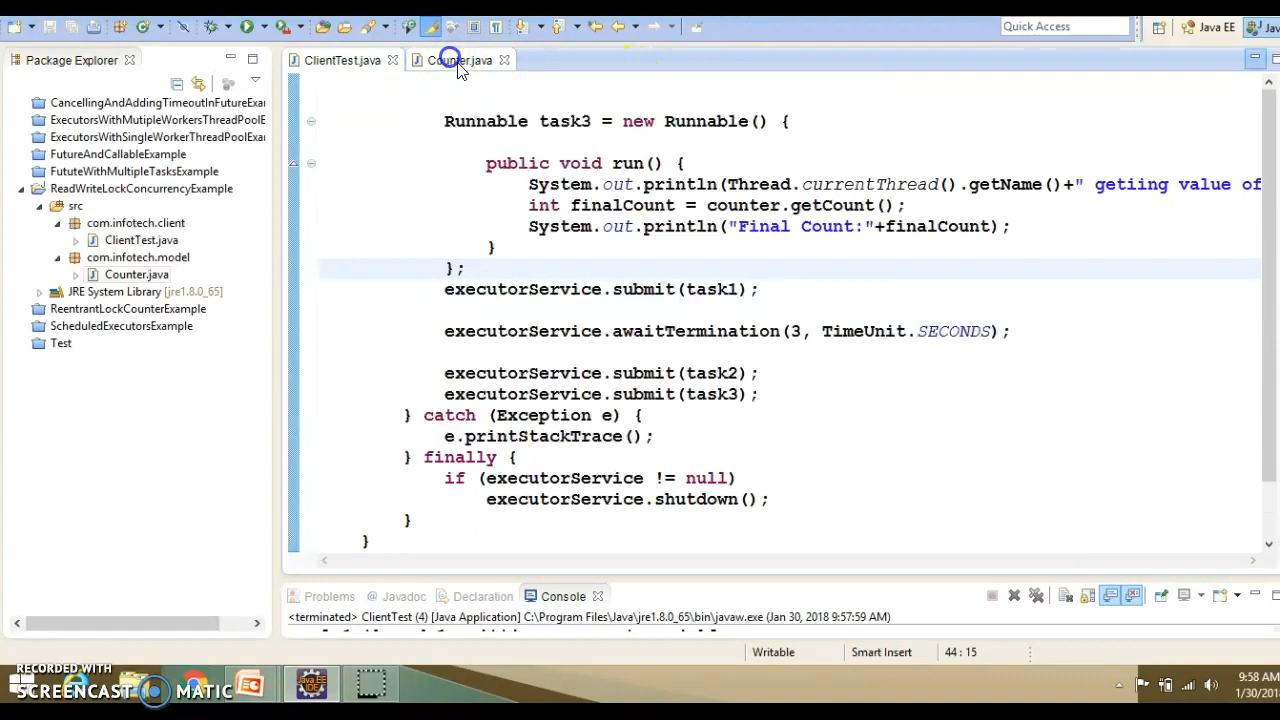 Quick Access
Java EE
Jav
Package Explorer
ClientTest.java
Counter.java
CancellingAndAddingTimeoutInFutureExar
ExecutorsWithMutipleWorkersThreadPoolE
ExecutorsWithSingleWorkerThreadPoolExa
FutureAndCallableExample
FututeWithMultipleTasksExample
ReadWriteLockConcurrencyExample
src
com.infotech.client
ClientTest.java
com.infotech.model
Counter.java
JRE System Library [jre1.8.0_65]
ReentrantLockCounterExample
ScheduledExecutorsExample
Test
Runnable task3 = new Runnable() {
public void run() {
System.out.println(Thread.currentThread().getName()+" getiing value of
int finalCount = counter.getCount();
System.out.println("Final Count:"+finalCount);
}
};
executorService.submit(task1);
executorService.awaitTermination(3, TimeUnit.SECONDS);
executorService.submit(task2);
executorService.submit(task3);
} catch (Exception e) {
e.printStackTrace();
} finally {
if (executorService != null)
executorService.shutdown();
}
}
Problems
@ Javadoc
Declaration
Console
<terminated> ClientTest (4) [Java Application] C:\Program Files\Java\jre1.8.0_65\bin\javaw.exe (Jan 30, 2018 9:57:59 AM)
Writable
Smart Insert
44 : 15
RECORDED WITH
SCREENCAST MATIC
Java EE
IDE
9:58 AM
1/30/2018